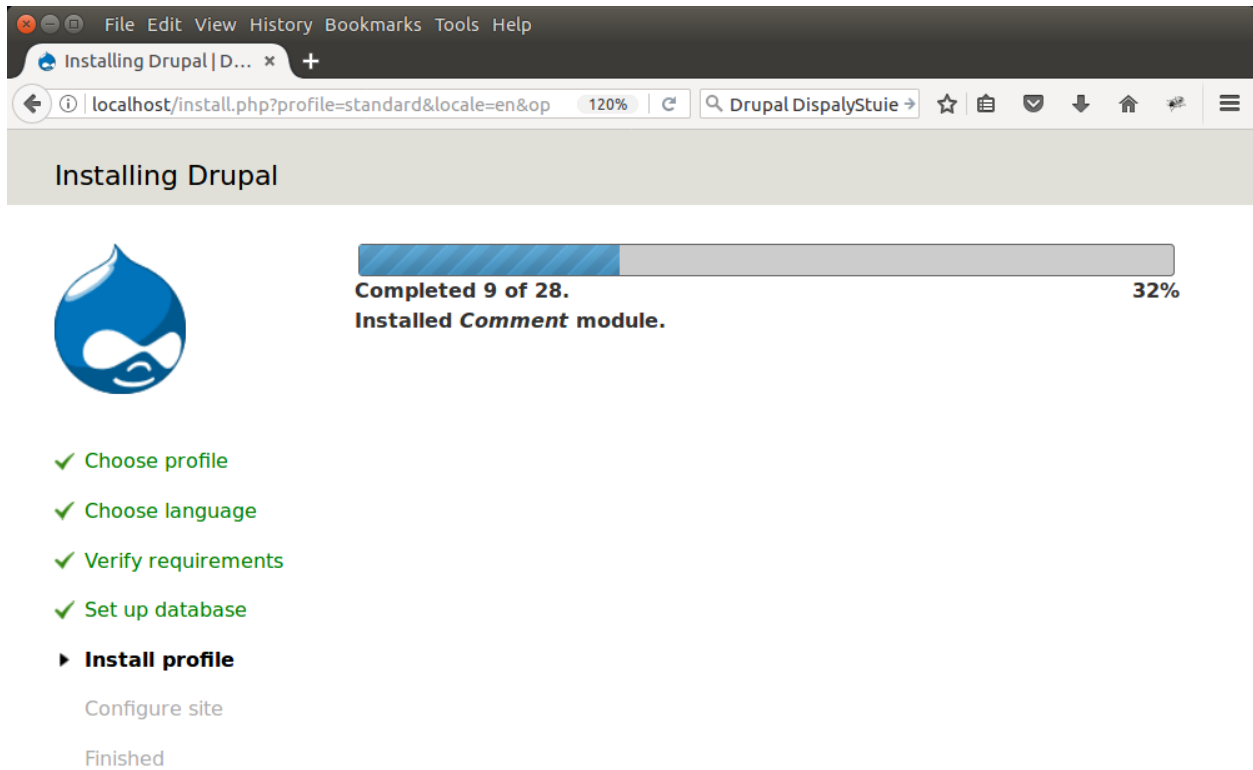 File Edit View History Bookmarks Tools Help
Installing Drupal | D...
localhost/install.php?profile=standard&locale=en&op 120% Drupal DispalyStuie
Installing Drupal
Completed 9 of 28. 32%
Installed Comment module.
Choose profile
Choose language
Verify requirements
Set up database
Install profile
Configure site
Finished